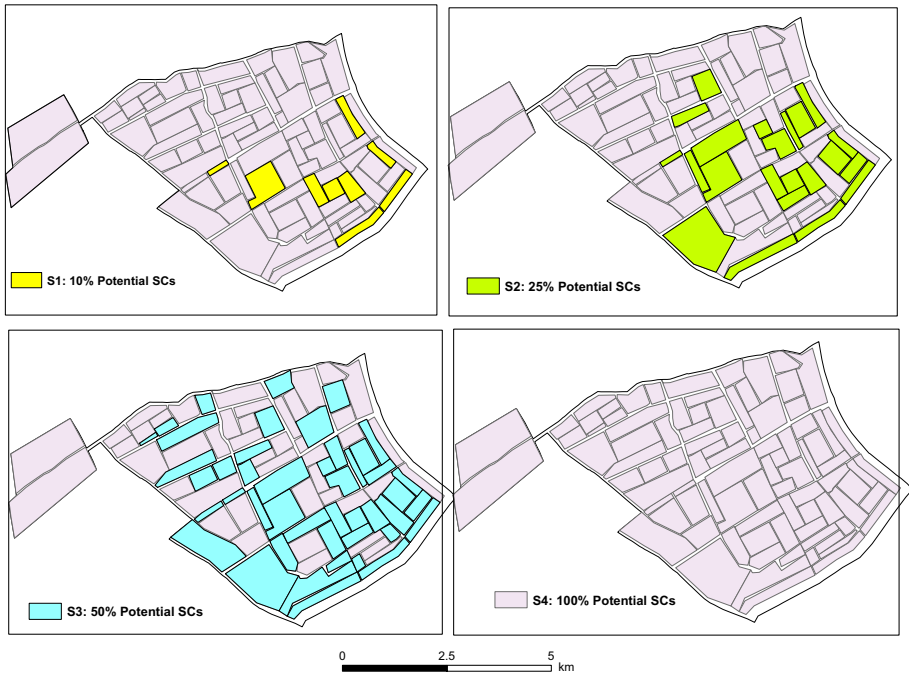 S1: 10% Potential SCs
S2: 25% Potential SCs
S3: 50% Potential SCs
S4: 100% Potential SCs
0 2.5 5
km